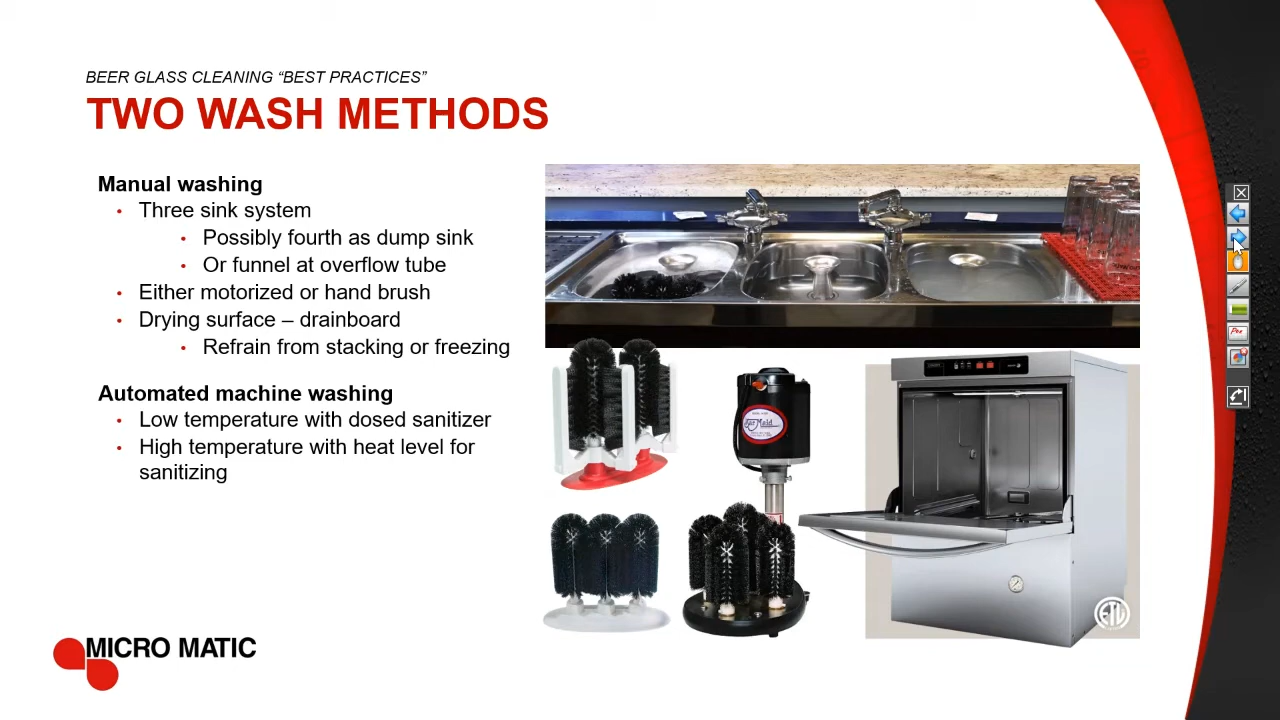 BEER GLASS CLEANING “BEST PRACTICES”
TWO WASH METHODS
Manual washing
• Three sink system
• Possibly fourth as dump sink
• Or funnel at overflow tube
• Either motorized or hand brush
• Drying surface – drainboard
• Refrain from stacking or freezing
Automated machine washing
• Low temperature with dosed sanitizer
• High temperature with heat level for
sanitizing
MICRO MATIC
ETL
Pen